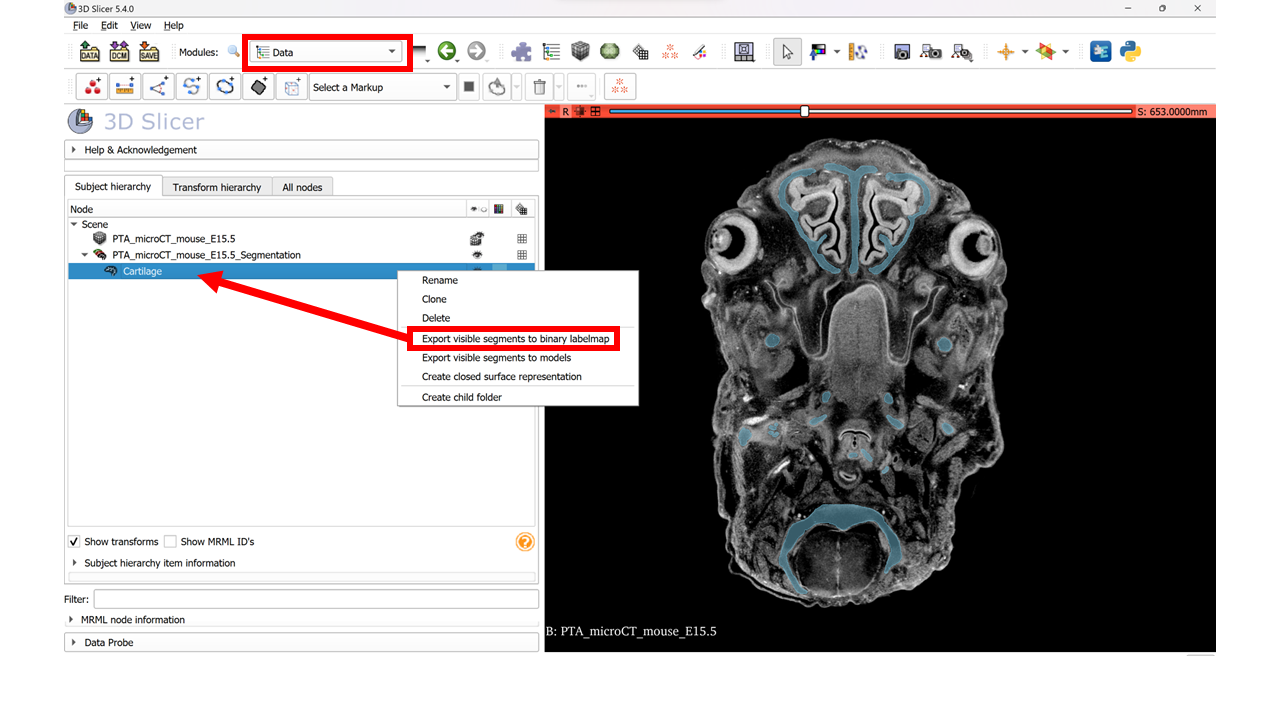 3D Slicer 5.4.0
File Edit View Help
DATA DCM SAVE Modules: Data
Select a Markup
3D Slicer
R S: 653.0000mm
Help & Acknowledgement
Subject hierarchy Transform hierarchy All nodes
Node
Scene
PTA_microCT_mouse_E15.5
PTA_microCT_mouse_E15.5_Segmentation
Cartilage
Rename
Clone
Delete
Export visible segments to binary labelmap
Export visible segments to models
Create closed surface representation
Create child folder
Show transforms Show MRML ID's
Subject hierarchy item information
Filter:
MRML node information
B: PTA_microCT_mouse_E15.5
Data Probe